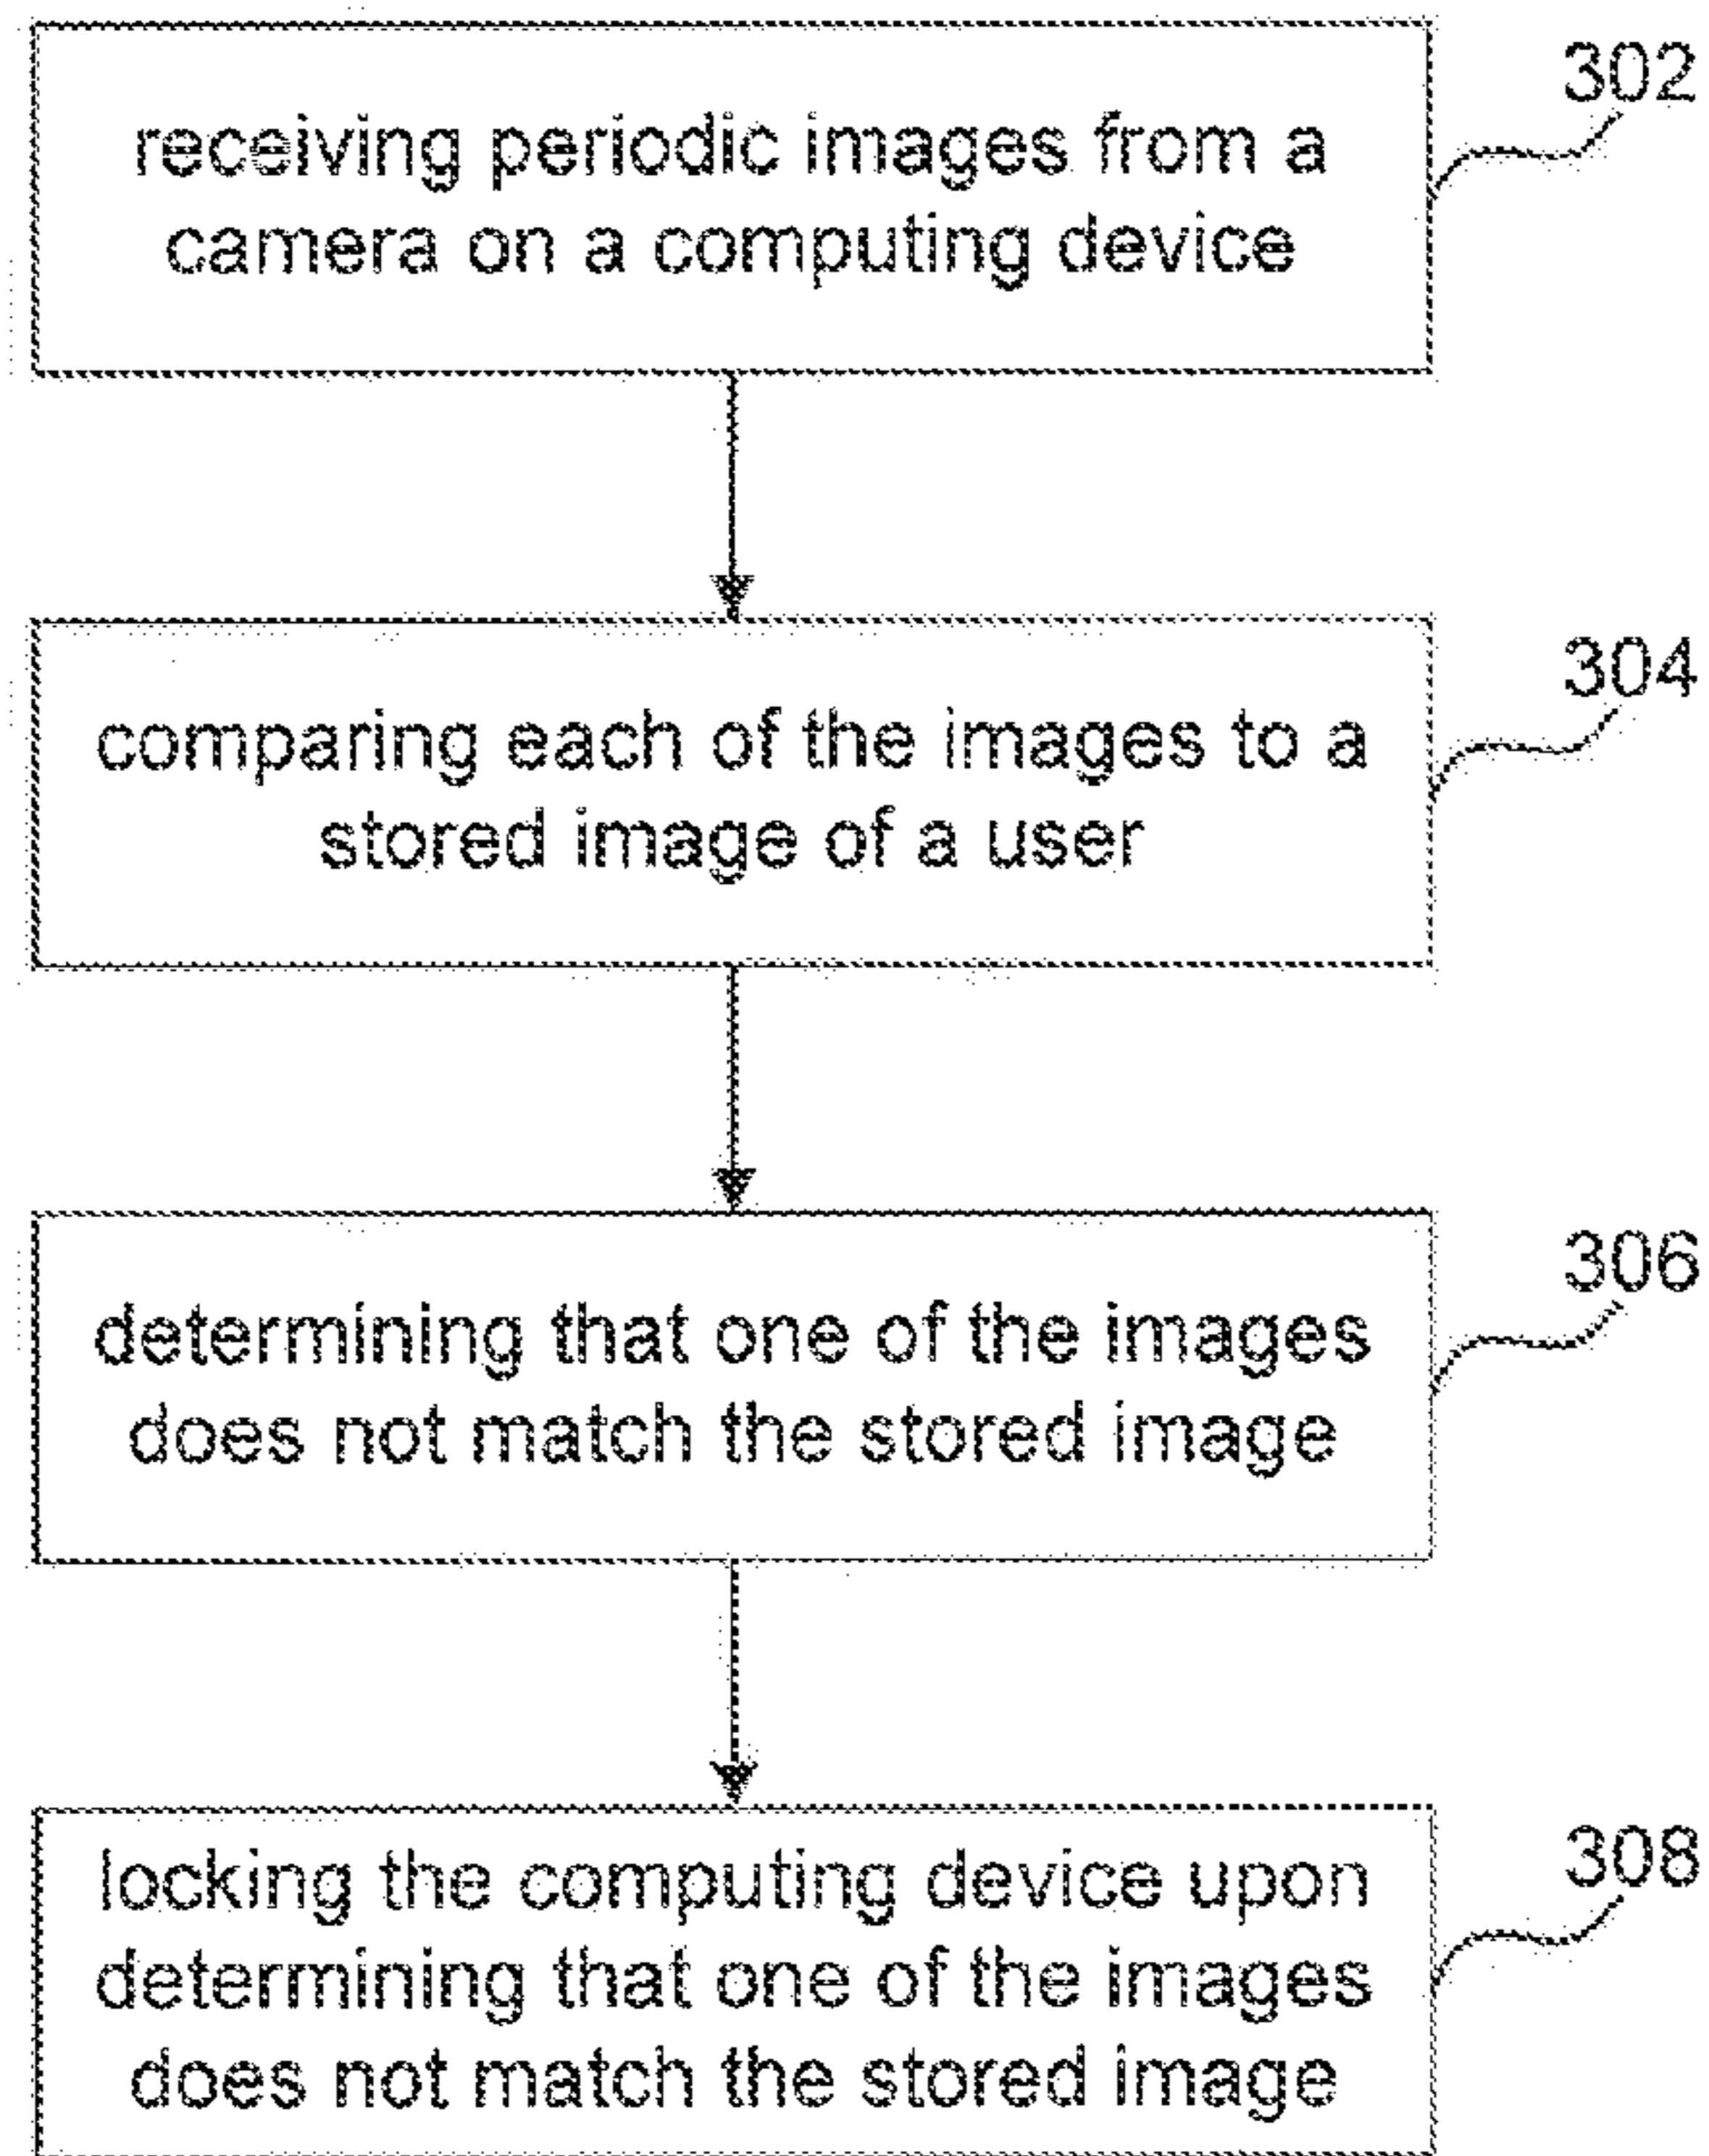 302
receiving periodic images from a
camera on a computing device
304
comparing each of the images to a
stored image of a user
306
determining that one of the images
does not match the stored image
308
locking the computing device upon
determining that one of the images
does not match the stored image